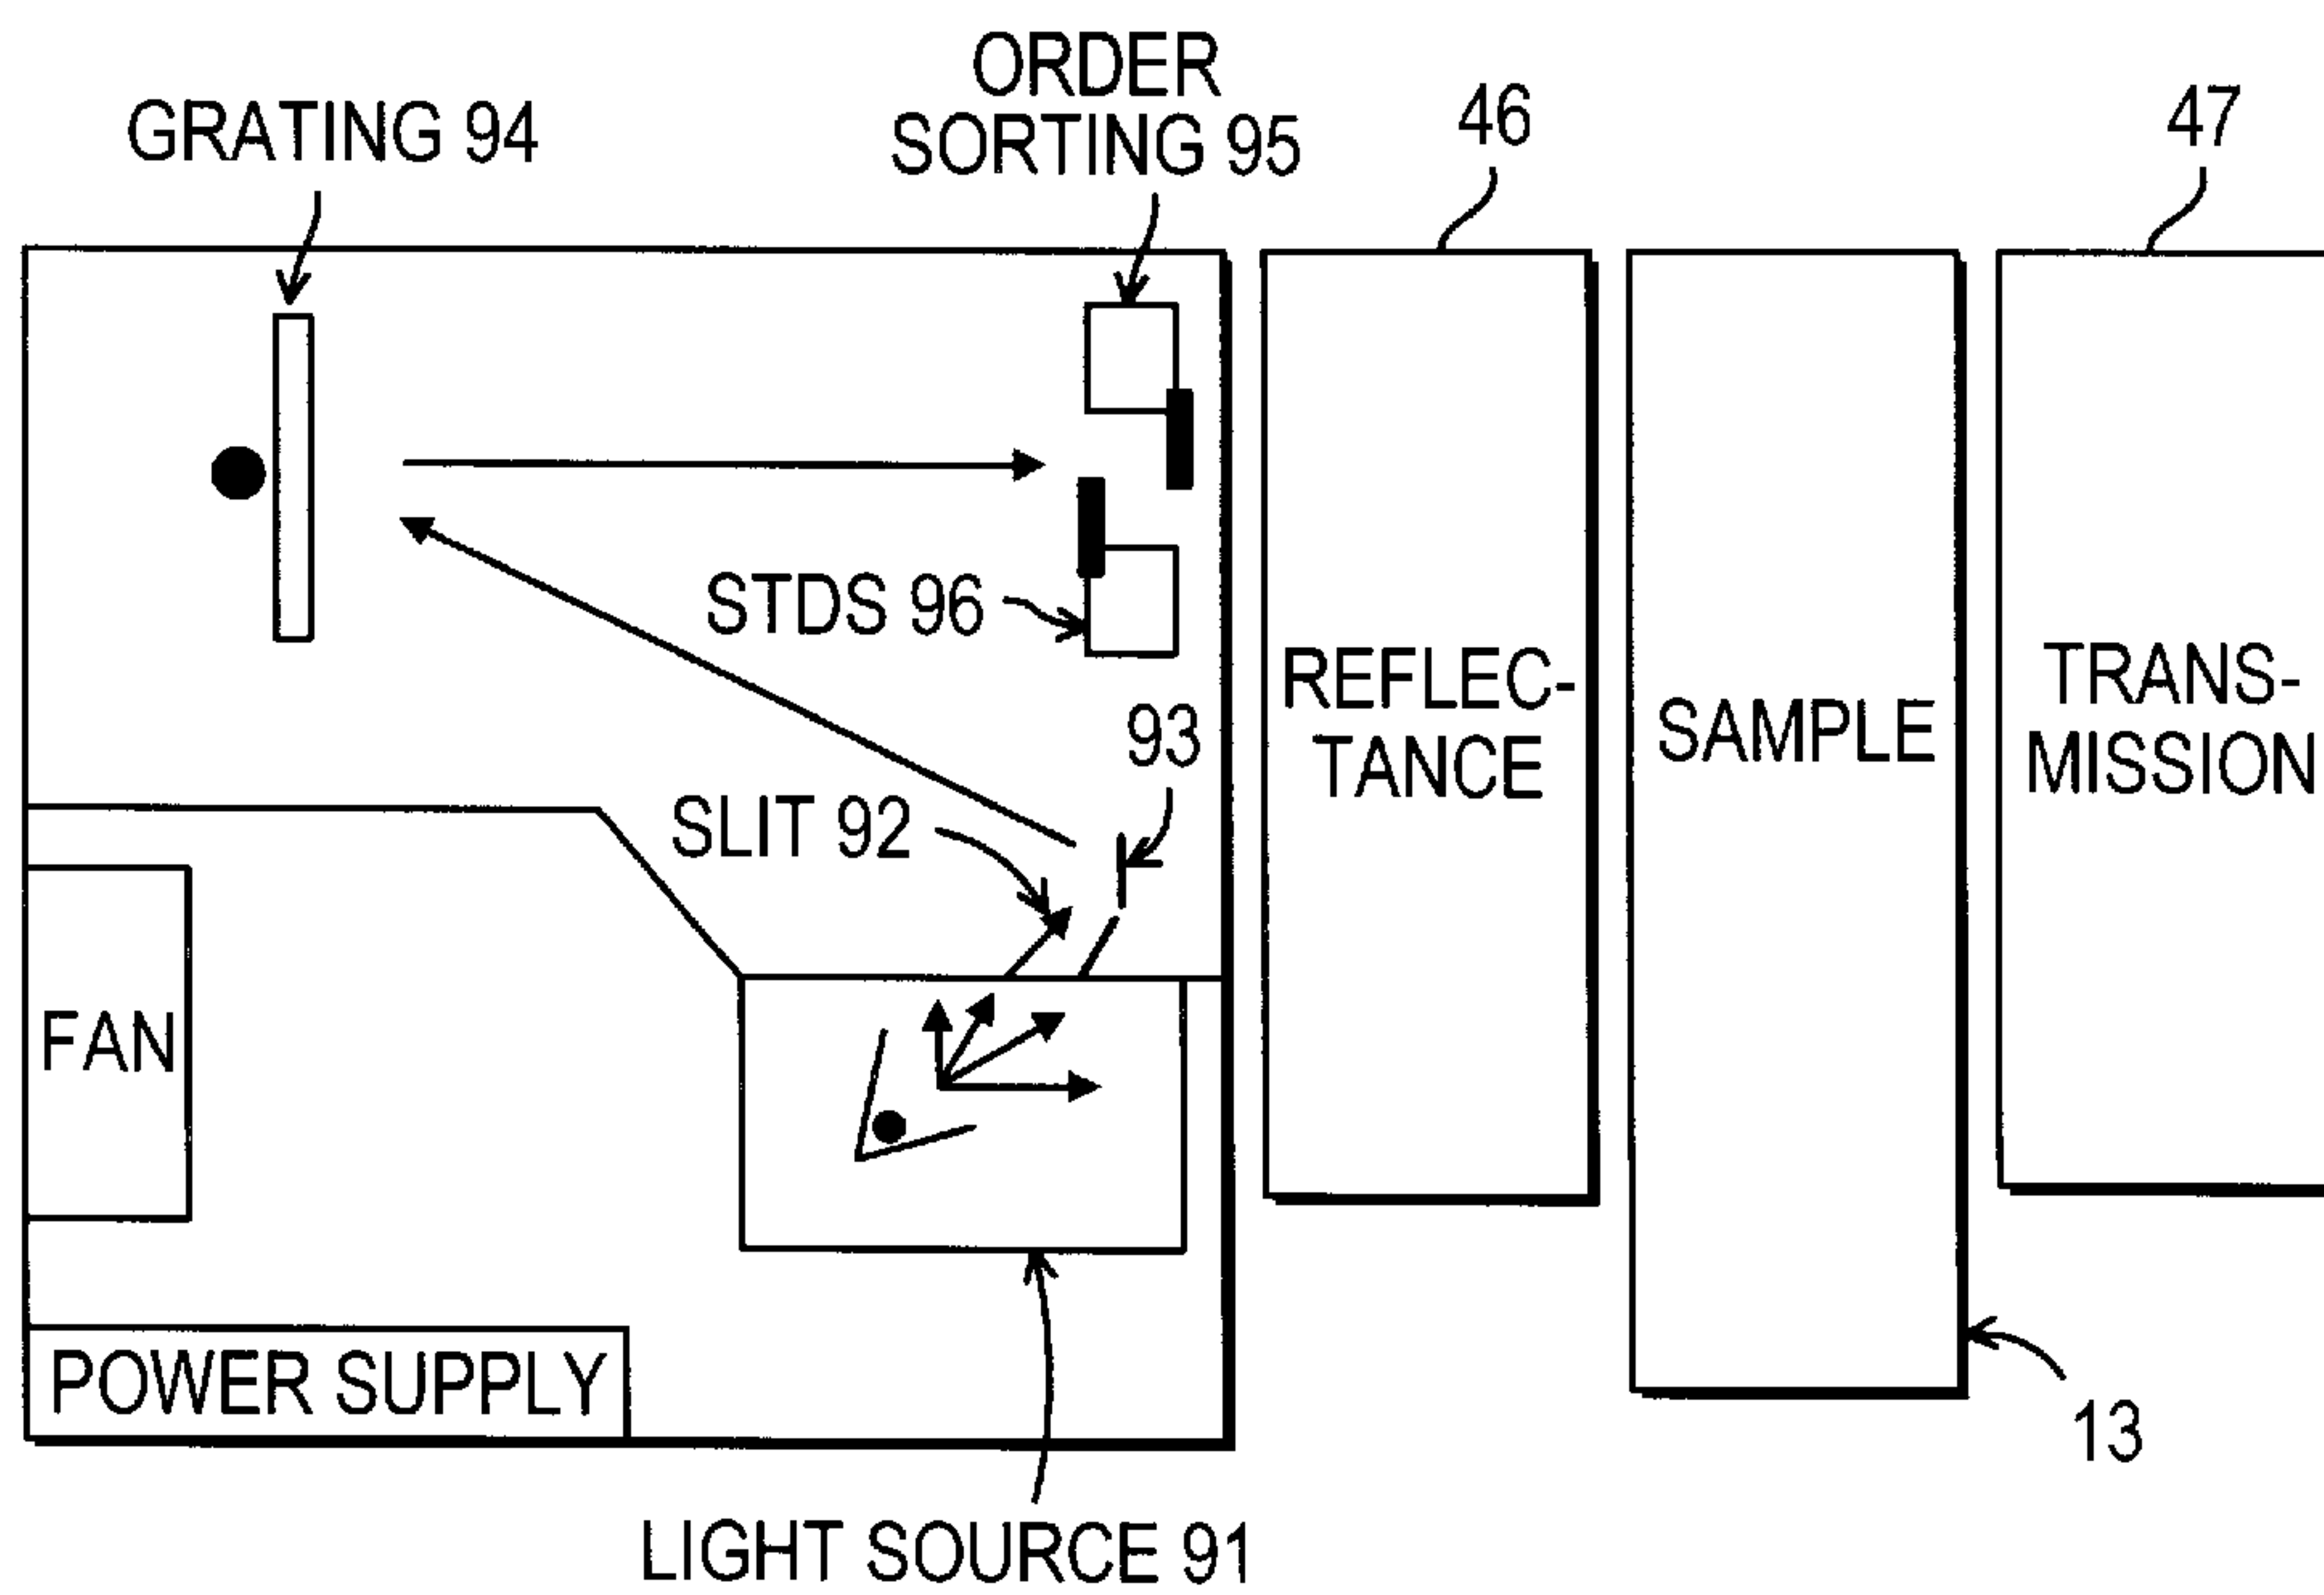 ORDER
GRATING 94
SORTING 95
46
47
STDS 96
REFLEC-
TANCE
SAMPLE
TRANS-
MISSION
93
SLIT 92
FAN
POWER SUPPLY
13
LIGHT SOURCE 91